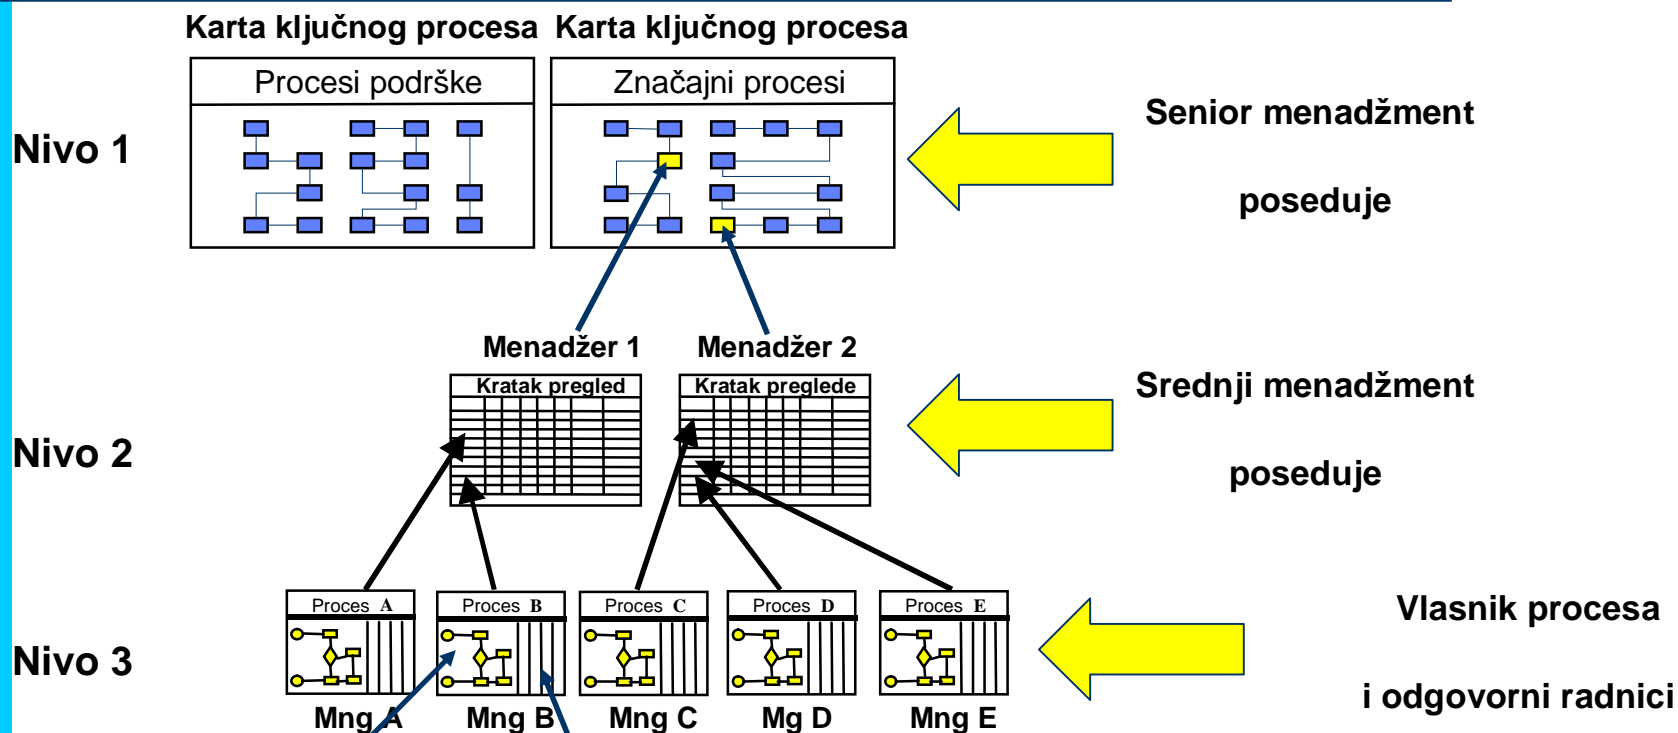 Karta ključnog procesa Karta ključnog procesa
Procesi podrške Značajni procesi
Nivo 1
Senior menadžment
poseduje
Menadžer 1 Menadžer 2
Kratak pregled Kratak preglede
Nivo 2
Srednji menadžment
poseduje
Proces A Proces B Proces C Proces D Proces E
Nivo 3
Vlasnik procesa
i odgovorni radnici
Mng A Mng B Mng C Mg D Mng E